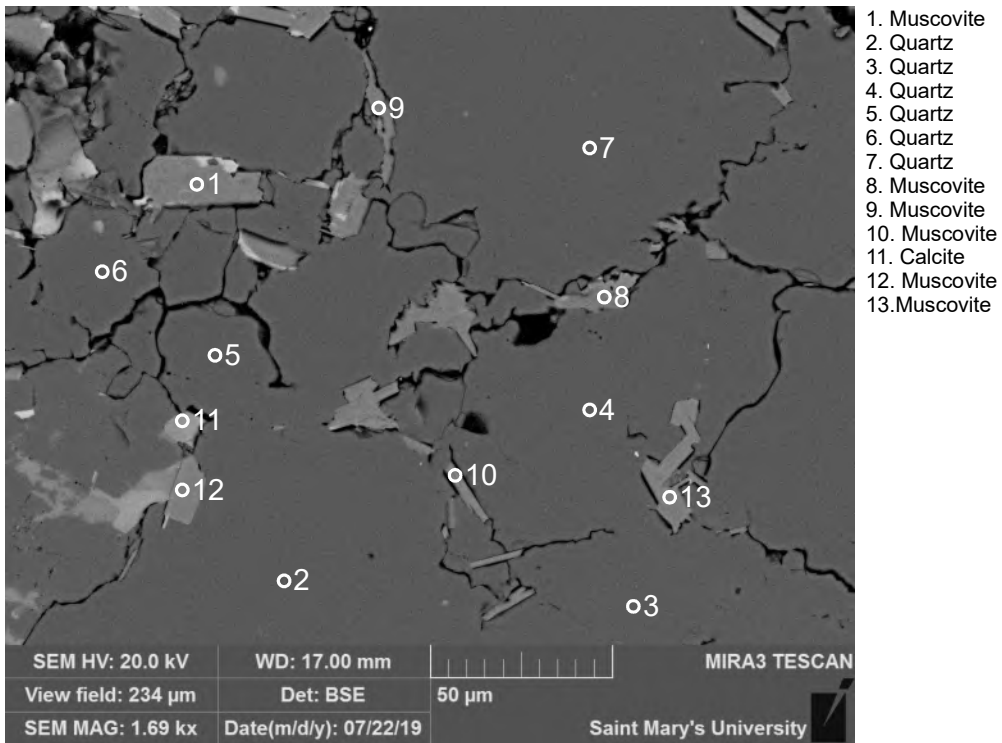 1. Muscovite
2. Quartz
3. Quartz
4. Quartz
5. Quartz
6. Quartz
7. Quartz
8. Muscovite
9. Muscovite
10. Muscovite
11. Calcite
12. Muscovite
13.Muscovite
9
7
1
6
8
5
4
11
10
12
13
2
3
SEM HV: 20.0 kV WD: 17.00 mm MIRA3 TESCAN
View field: 234 µm Det: BSE 50 µm
SEM MAG: 1.69 kx Date(m/d/y): 07/22/19 Saint Mary's University